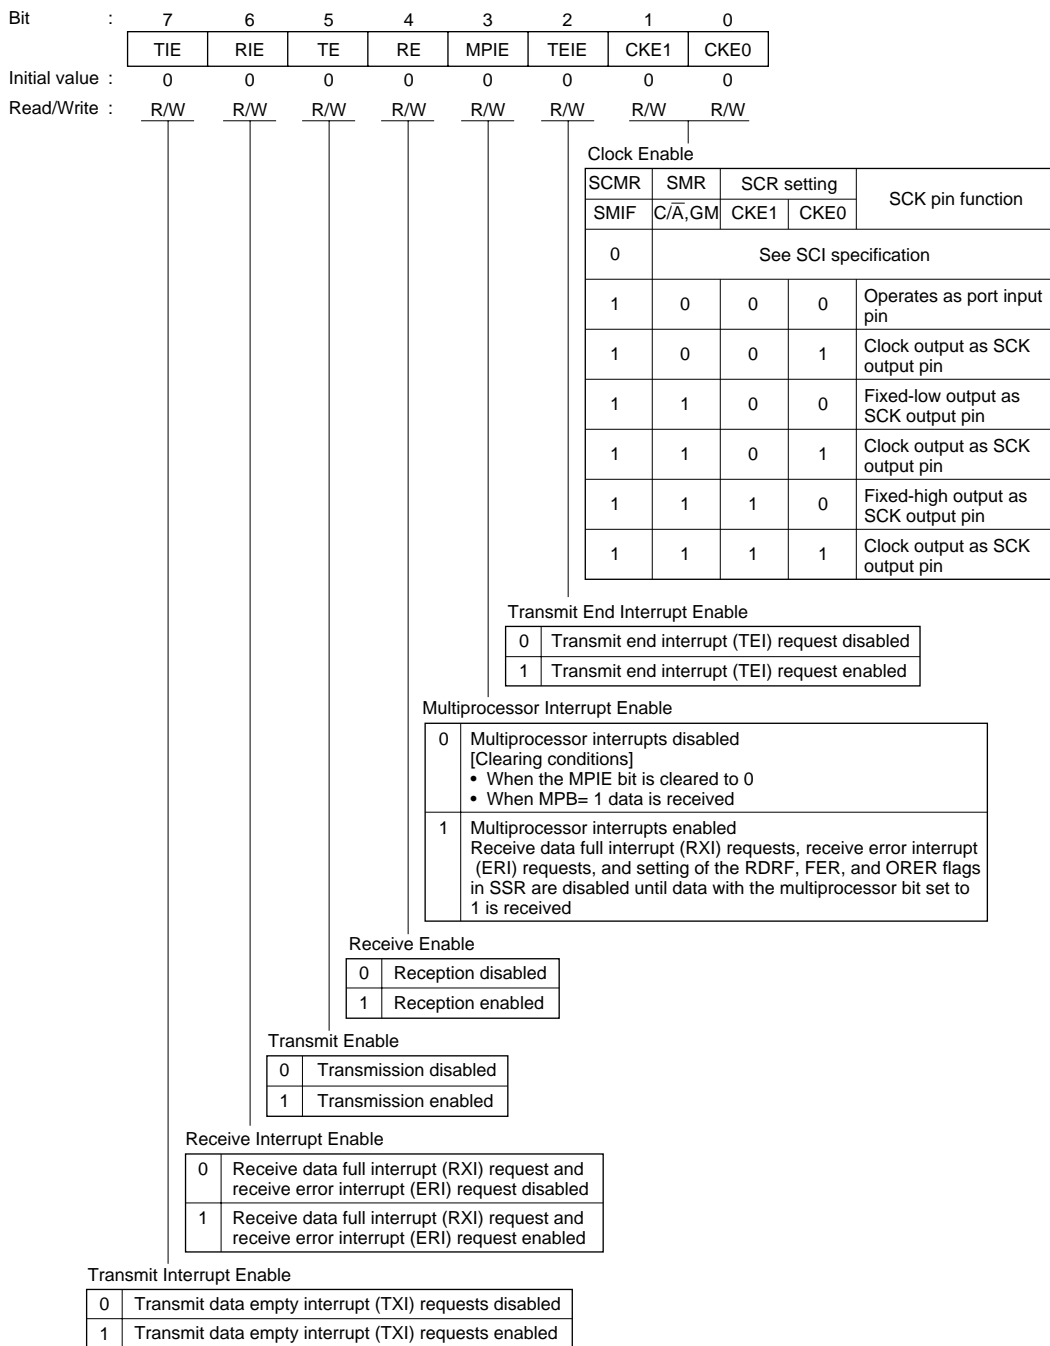 Bit : 7 6 5 4 3 2 1 0
TIE RIE TE RE MPIE TEIE CKE1 CKE0
Initial value : 0 0 0 0 0 0 0 0
Read/Write : R/W R/W R/W R/W R/W R/W R/W R/W
Clock Enable
SCMR SMR SCR setting SCK pin function
SMIF C/A̅,GM CKE1 CKE0
0 See SCI specification
1 0 0 0 Operates as port input
pin
1 0 0 1 Clock output as SCK
output pin
1 1 0 0 Fixed-low output as
SCK output pin
1 1 0 1 Clock output as SCK
output pin
1 1 1 0 Fixed-high output as
SCK output pin
1 1 1 1 Clock output as SCK
output pin
Transmit End Interrupt Enable
0 Transmit end interrupt (TEI) request disabled
1 Transmit end interrupt (TEI) request enabled
Multiprocessor Interrupt Enable
0 Multiprocessor interrupts disabled
[Clearing conditions]
• When the MPIE bit is cleared to 0
• When MPB= 1 data is received
1 Multiprocessor interrupts enabled
Receive data full interrupt (RXI) requests, receive error interrupt
(ERI) requests, and setting of the RDRF, FER, and ORER flags
in SSR are disabled until data with the multiprocessor bit set to
1 is received
Receive Enable
0 Reception disabled
1 Reception enabled
Transmit Enable
0 Transmission disabled
1 Transmission enabled
Receive Interrupt Enable
0 Receive data full interrupt (RXI) request and
receive error interrupt (ERI) request disabled
1 Receive data full interrupt (RXI) request and
receive error interrupt (ERI) request enabled
Transmit Interrupt Enable
0 Transmit data empty interrupt (TXI) requests disabled
1 Transmit data empty interrupt (TXI) requests enabled